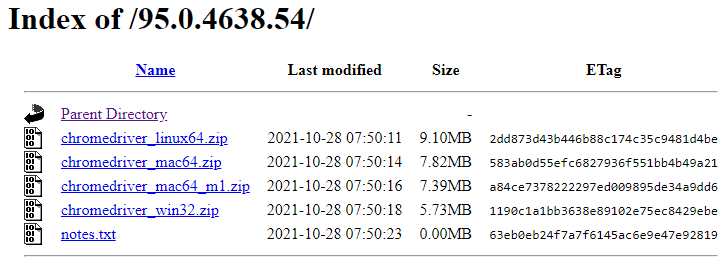 Index of /95.0.4638.54/
Name Last modified Size ETag
Parent Directory -
chromedriver_linux64.zip 2021-10-28 07:50:11 9.10MB 2dd873d43b446b88c174c35c9481d4be
chromedriver_mac64.zip 2021-10-28 07:50:14 7.82MB 583ab0d55efc6827936f551bb4b49a21
chromedriver_mac64_m1.zip 2021-10-28 07:50:16 7.39MB a84ce7378222297ed009895de34a9dd6
chromedriver_win32.zip 2021-10-28 07:50:18 5.73MB 1190c1a1bb3638e89102e75ec8429ebe
notes.txt 2021-10-28 07:50:23 0.00MB 63eb0eb24f7a7f6145ac6e9e47e92819